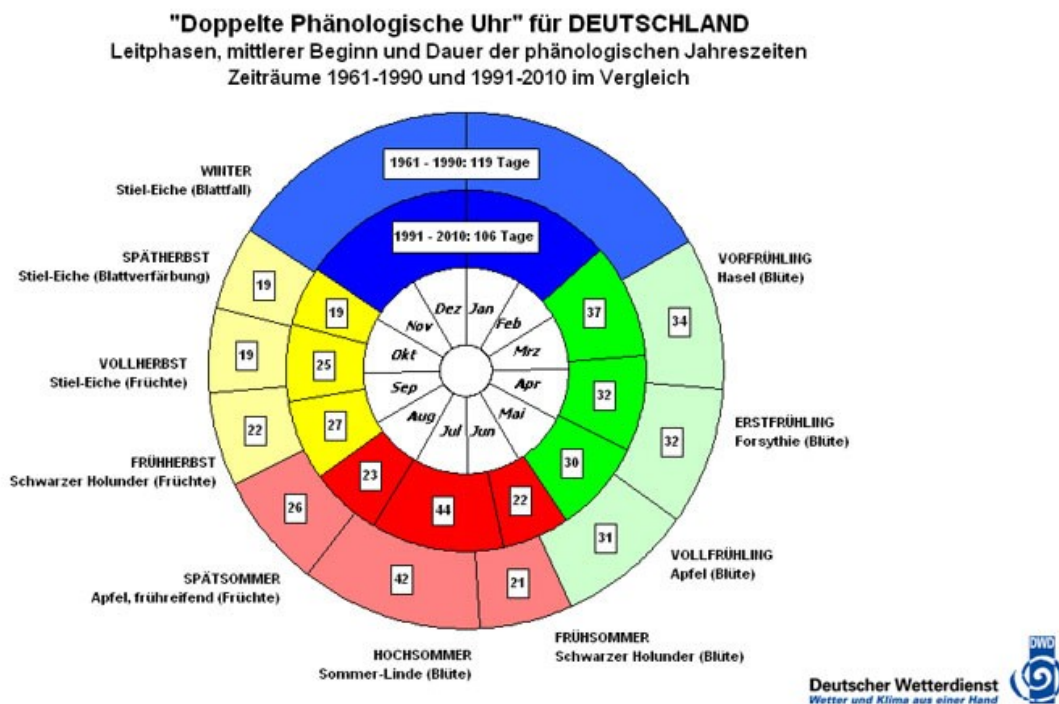 "Doppelte Phänologische Uhr" für DEUTSCHLAND
Leitphasen, mittlerer Beginn und Dauer der phänologischen Jahreszeiten
Zeiträume 1961-1990 und 1991-2010 im Vergleich
1961 - 1990: 119 Tage
1991 - 2010: 106 Tage
WINTER
Stiel-Eiche (Blattfall)
SPÄTHERBST
Stiel-Eiche (Blattverfärbung)
VOLLHERBST
Stiel-Eiche (Früchte)
FRÜHHERBST
Schwarzer Holunder (Früchte)
SPÄTSOMMER
Apfel, frühreifend (Früchte)
HOCHSOMMER
Sommer-Linde (Blüte)
FRÜHSOMMER
Schwarzer Holunder (Blüte)
VOLLFRÜHLING
Apfel (Blüte)
ERSTFRÜHLING
Forsythie (Blüte)
VORFRÜHLING
Hasel (Blüte)
34
32
31
21
42
26
22
19
19
37
32
30
22
44
23
27
25
19
Jan
Feb
Mrz
Apr
Mai
Jun
Jul
Aug
Sep
Okt
Nov
Dez
DWD
Deutscher Wetterdienst
Wetter und Klima aus einer Hand